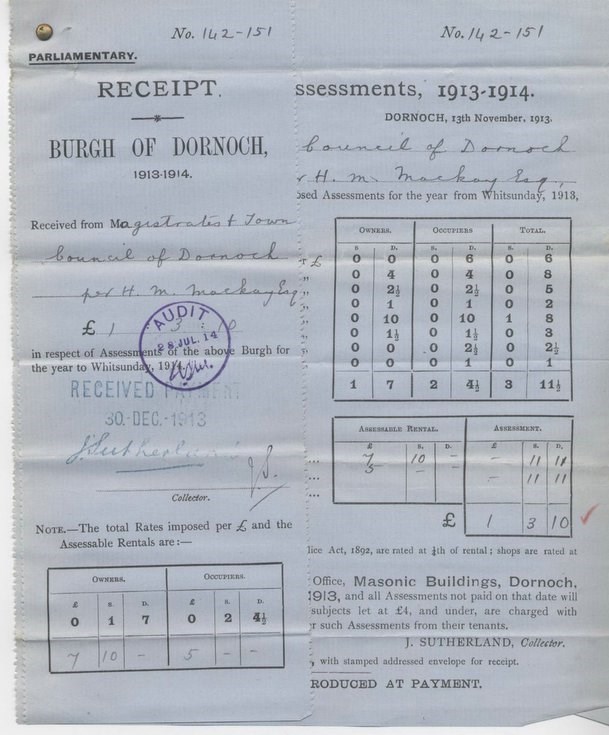 No. 142-151
PARLIAMENTARY.
RECEIPT.
BURGH OF DORNOCH,
1913-1914.
Received from Magistrates & Town
Council of Dornoch
per H. M. Mackay Esq
£ 1 3 : 10
in respect of Assessments of the above Burgh for
the year to Whitsunday, 1914.
AUDIT
28 JUL. 14
RECEIVED PAYMENT
30.-DEC.-1913
J. Sutherland
J.S.
Collector.
NOTE.—The total Rates imposed per £ and the
Assessable Rentals are :—
OWNERS. OCCUPIERS.
£ S. D. £ S. D.
0 1 7 0 2 4½
7 10 - 5 - -
No. 142-151
ssessments, 1913-1914.
DORNOCH, 13th November, 1913.
Council of Dornoch
r H. M. Mackay Esq,
osed Assessments for the year from Whitsunday, 1913,
OWNERS. OCCUPIERS TOTAL.
S. D. S. D. S. D.
r £ 0 0 0 6 0 6
0 4 0 4 0 8
0 2½ 0 2½ 0 5
0 1 0 1 0 2
0 10 0 10 1 8
0 1½ 0 1½ 0 3
0 0 0 2½ 0 2½
0 0 0 1 0 1
1 7 2 4½ 3 11½
ASSESSABLE RENTAL. ASSESSMENT.
£ S. D. £ S. D.
... 7 10 - - 11 11
... 5 - - - 11 11
...
£ 1 3 10
lice Act, 1892, are rated at ¼th of rental ; shops are rated at
Office, Masonic Buildings, Dornoch,
1913, and all Assessments not paid on that date will
subjects let at £4, and under, are charged with
r such Assessments from their tenants.
J. SUTHERLAND, Collector.
, with stamped addressed envelope for receipt.
RODUCED AT PAYMENT.